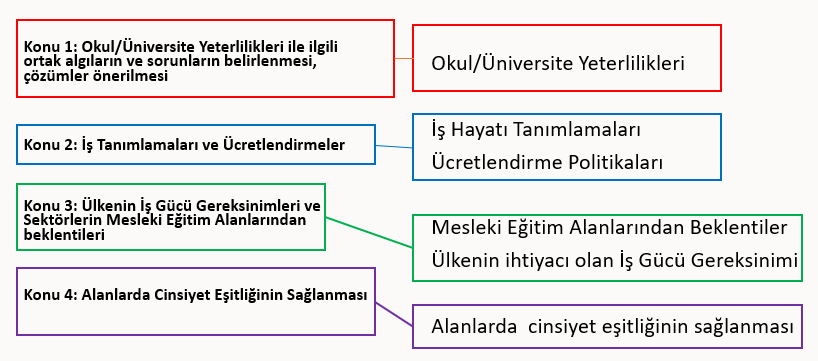 Konu 1: Okul/Üniversite Yeterlilikleri ile ilgili
ortak algıların ve sorunların belirlenmesi,
çözümler önerilmesi
Okul/Üniversite Yeterlilikleri
Konu 2: İş Tanımlamaları ve Ücretlendirmeler
İş Hayatı Tanımlamaları
Ücretlendirme Politikaları
Konu 3: Ülkenin İş Gücü Gereksinimleri ve
Sektörlerin Mesleki Eğitim Alanlarından
beklentileri
Mesleki Eğitim Alanlarından Beklentiler
Ülkenin ihtiyacı olan İş Gücü Gereksinimi
Konu 4: Alanlarda Cinsiyet Eşitliğinin Sağlanması
Alanlarda cinsiyet eşitliğinin sağlanması